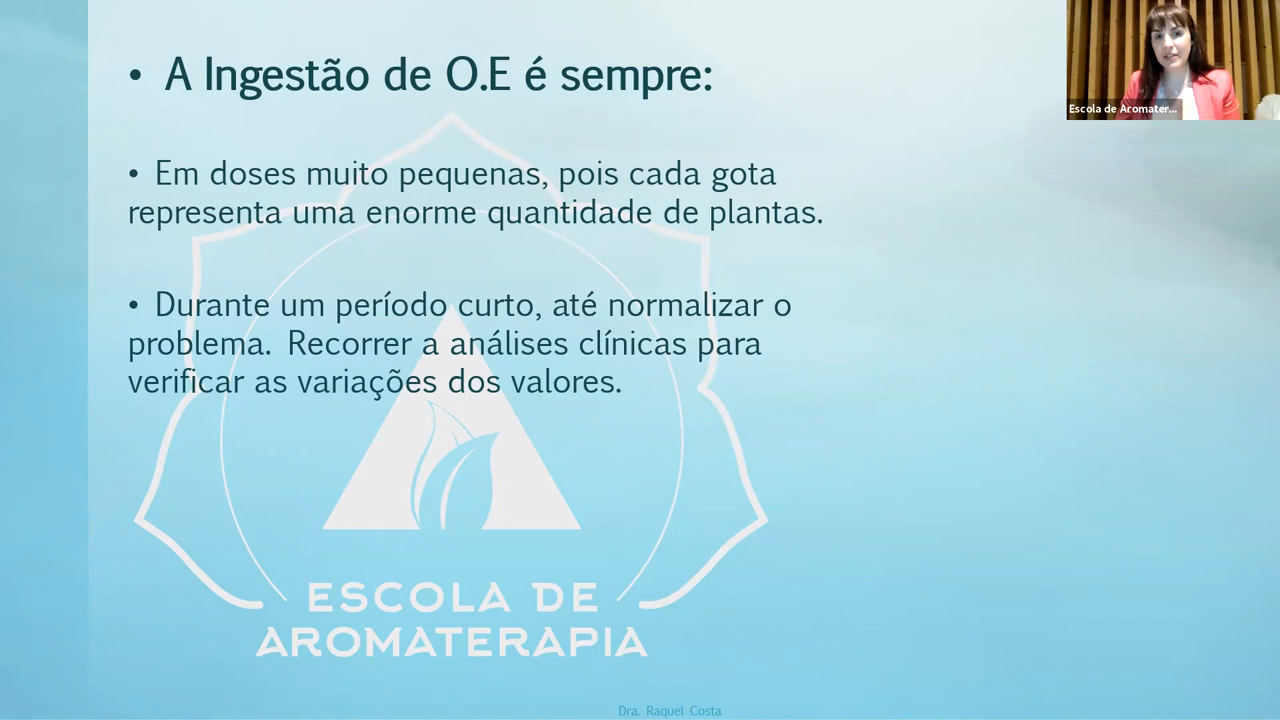 • A Ingestão de O.E é sempre:
• Em doses muito pequenas, pois cada gota
representa uma enorme quantidade de plantas.
• Durante um período curto, até normalizar o
problema. Recorrer a análises clínicas para
verificar as variações dos valores.
ESCOLA DE
AROMATERAPIA
Dra. Raquel Costa
Escola de Aromater...